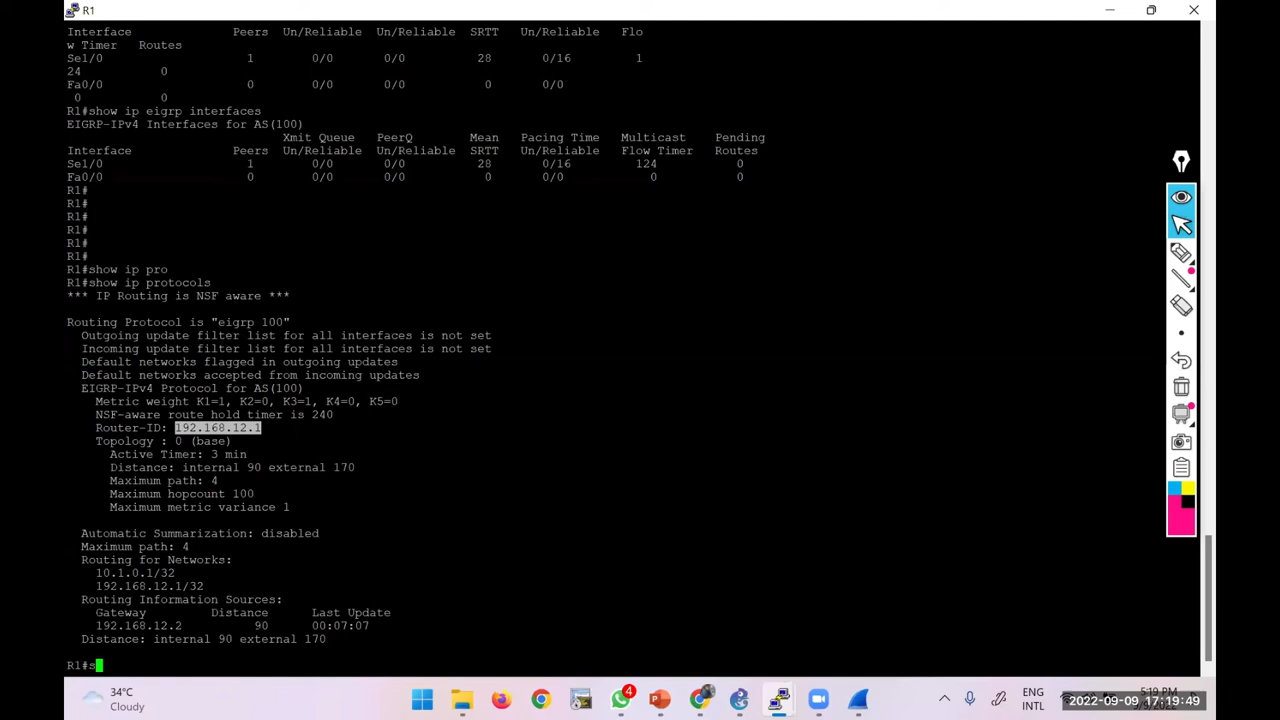 R1
Interface Peers Un/Reliable Un/Reliable SRTT Un/Reliable Flo
w Timer Routes
Se1/0 1 0/0 0/0 28 0/16 1
24 0
Fa0/0 0 0/0 0/0 0 0/0
0 0
R1#show ip eigrp interfaces
EIGRP-IPv4 Interfaces for AS(100)
Xmit Queue PeerQ Mean Pacing Time Multicast Pending
Interface Peers Un/Reliable Un/Reliable SRTT Un/Reliable Flow Timer Routes
Se1/0 1 0/0 0/0 28 0/16 124 0
Fa0/0 0 0/0 0/0 0 0/0 0 0
R1#
R1#
R1#
R1#
R1#
R1#
R1#show ip pro
R1#show ip protocols
*** IP Routing is NSF aware ***
Routing Protocol is "eigrp 100"
Outgoing update filter list for all interfaces is not set
Incoming update filter list for all interfaces is not set
Default networks flagged in outgoing updates
Default networks accepted from incoming updates
EIGRP-IPv4 Protocol for AS(100)
Metric weight K1=1, K2=0, K3=1, K4=0, K5=0
NSF-aware route hold timer is 240
Router-ID: 192.168.12.1
Topology : 0 (base)
Active Timer: 3 min
Distance: internal 90 external 170
Maximum path: 4
Maximum hopcount 100
Maximum metric variance 1
Automatic Summarization: disabled
Maximum path: 4
Routing for Networks:
10.1.0.1/32
192.168.12.1/32
Routing Information Sources:
Gateway Distance Last Update
192.168.12.2 90 00:07:07
Distance: internal 90 external 170
R1#s
34°C
Cloudy
4
ENG
INTL
5:19 PM
2022-09-09 17:19:49